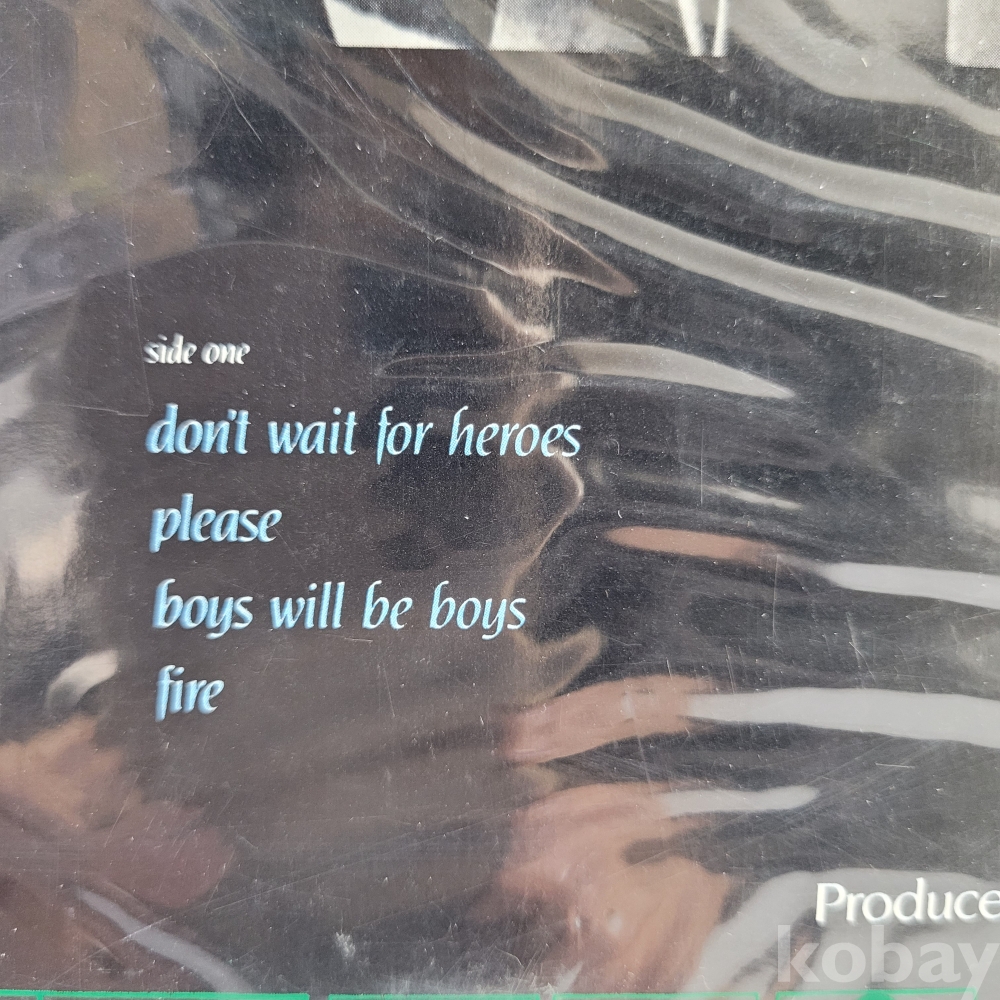 side one
don't wait for heroes
please
boys will be boys
fire
Produce
kobay